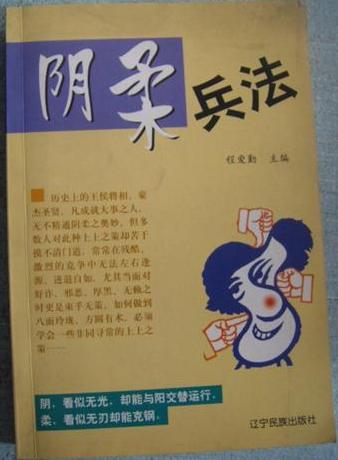 阴柔兵法
程爱勤 主编
历史上的王侯将相，豪
杰圣贤，凡成就大事之人，
无不精通阴柔之奥妙，但多
数人对此种上上之策却苦于
摸不清门道，常常在残酷，
激烈的竞争中无法左右逢
源，进退自如，尤其当面对
奸诈、邪恶、厚黑、无赖之
时更是束手无策，如何做到
八面玲珑，方圆有术，必须
学会一些非同寻常的上上之
策……
阴，看似无光，却能与阳交替运行，
柔，看似无刃却能克钢。
辽宁民族出版社